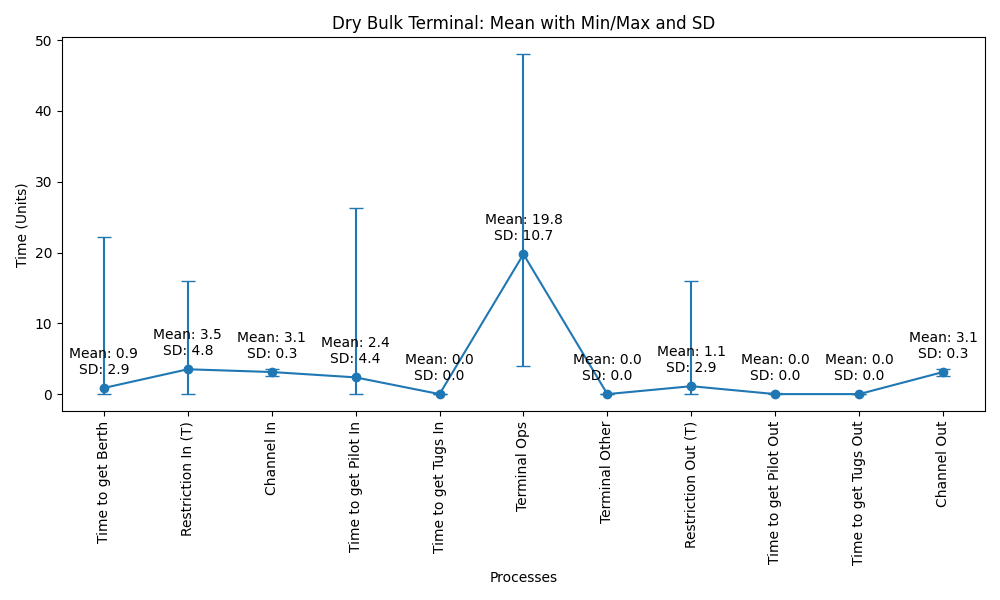 Dry Bulk Terminal: Mean with Min/Max and SD
50
40
30
20
10
0
Time (Units)
Mean: 0.9
SD: 2.9
Mean: 3.5
SD: 4.8
Mean: 3.1
SD: 0.3
Mean: 2.4
SD: 4.4
Mean: 0.0
SD: 0.0
Mean: 19.8
SD: 10.7
Mean: 0.0
SD: 0.0
Mean: 1.1
SD: 2.9
Mean: 0.0
SD: 0.0
Mean: 0.0
SD: 0.0
Mean: 3.1
SD: 0.3
Time to get Berth
Restriction In (T)
Channel In
Time to get Pilot In
Time to get Tugs In
Terminal Ops
Terminal Other
Restriction Out (T)
Time to get Pilot Out
Time to get Tugs Out
Channel Out
Processes